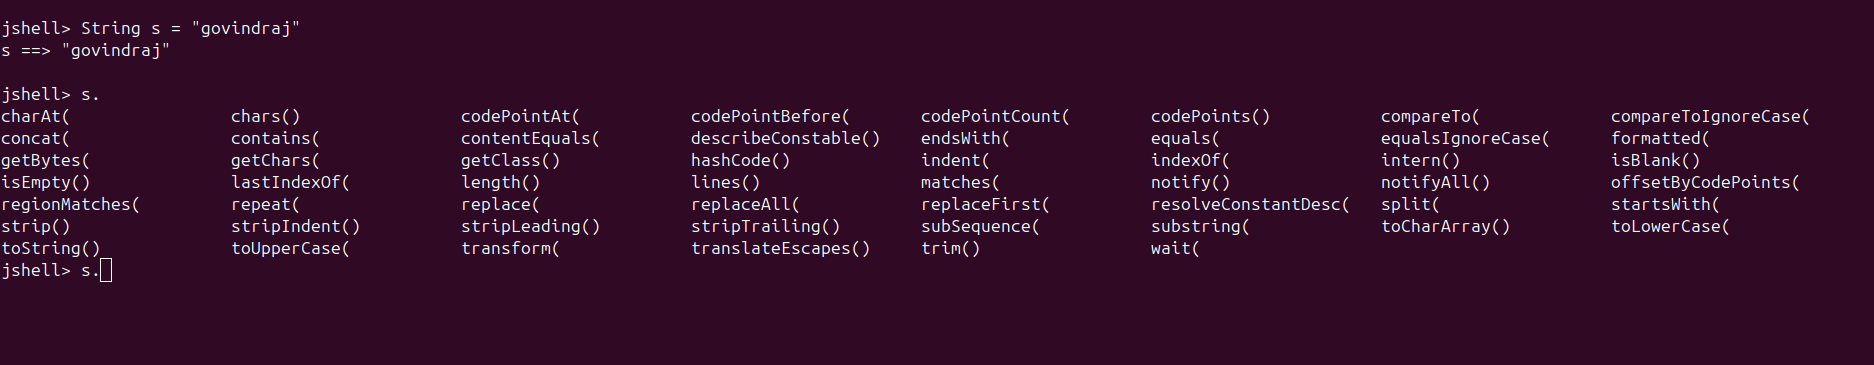 jshell> String s = "govindraj"
s ==> "govindraj"
jshell> s.
charAt( chars() codePointAt( codePointBefore( codePointCount( codePoints() compareTo( compareToIgnoreCase(
concat( contains( contentEquals( describeConstable() endsWith( equals( equalsIgnoreCase( formatted(
getBytes( getChars( getClass() hashCode() indent( indexOf( intern() isBlank()
isEmpty() lastIndexOf( length() lines() matches( notify() notifyAll() offsetByCodePoints(
regionMatches( repeat( replace( replaceAll( replaceFirst( resolveConstantDesc( split( startsWith(
strip() stripIndent() stripLeading() stripTrailing() subSequence( substring( toCharArray() toLowerCase(
toString() toUpperCase( transform( translateEscapes() trim() wait(
jshell> s.